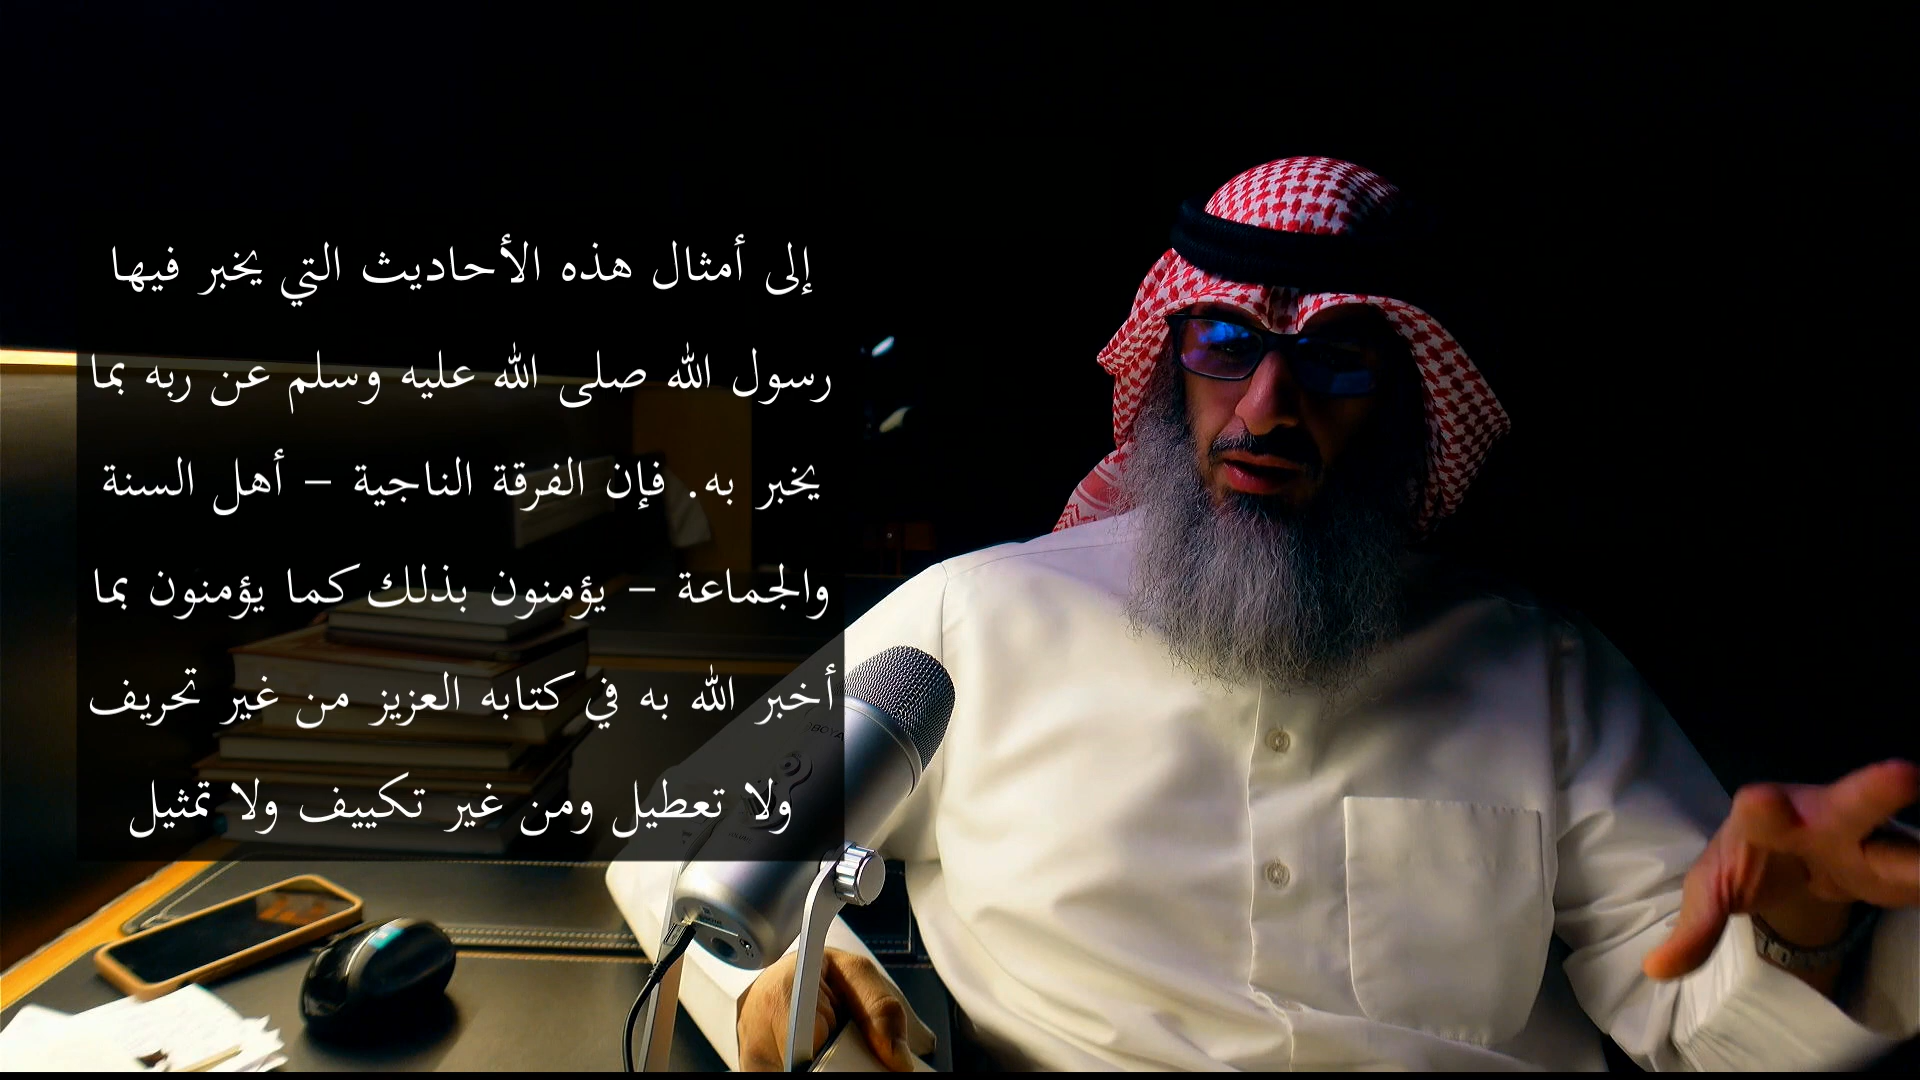 إلى أمثال هذه الأحاديث التي يخبر فيها
رسول الله صلى الله عليه وسلم عن ربه بما
يخبر به. فإن الفرقة الناجية – أهل السنة
والجماعة – يؤمنون بذلك كما يؤمنون بما
أخبر الله به في كتابه العزيز من غير تحريف
ولا تعطيل ومن غير تكييف ولا تمثيل
BOYA